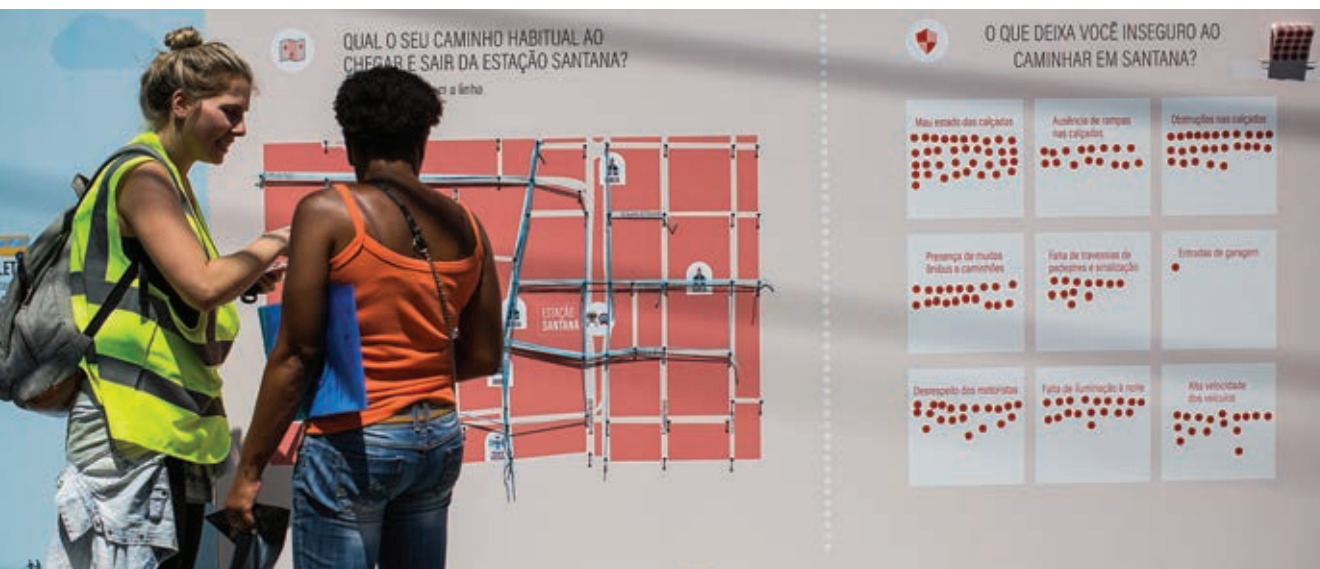 QUAL O SEU CAMINHO HABITUAL AO
CHEGAR E SAIR DA ESTAÇÃO SANTANA?
a linha
ESTAÇÃO
SANTANA
O QUE DEIXA VOCÊ INSEGURO AO
CAMINHAR EM SANTANA?
Mau estado das calçadas
Ausência de rampas
nas calçadas
Obstruções nas calçadas
Presença de muitos
ônibus e caminhões
Falta de travessias de
pedestres e sinalização
Entradas de garagem
Desrespeito dos motoristas
Falta de iluminação à noite
Alta velocidade
dos veículos